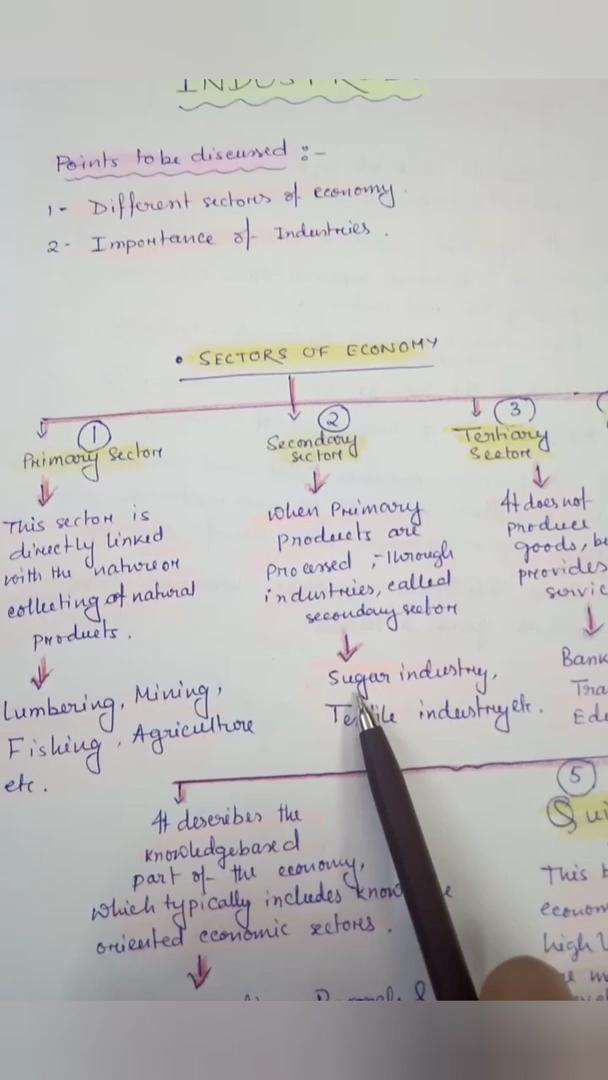 Points to be discussed :-
1- Different sectors of economy.
2- Importance of Industries.
• SECTORS OF ECONOMY
1
Primary Sector
This sector is
directly linked
with the nature or
collecting of natural
products.
Lumbering, Mining,
Fishing, Agriculture
etc.
2
Secondary
sector
When Primary
Products are
Processed, through
industries, called
secondary sector
Sugar industry,
industry etc.
3
Tertiary
Sector
It does not
produce
goods,
provides
Bank
It describes the
knowledge based
part of the economy,
which typically includes
oriented economic sectors.
5
This
high